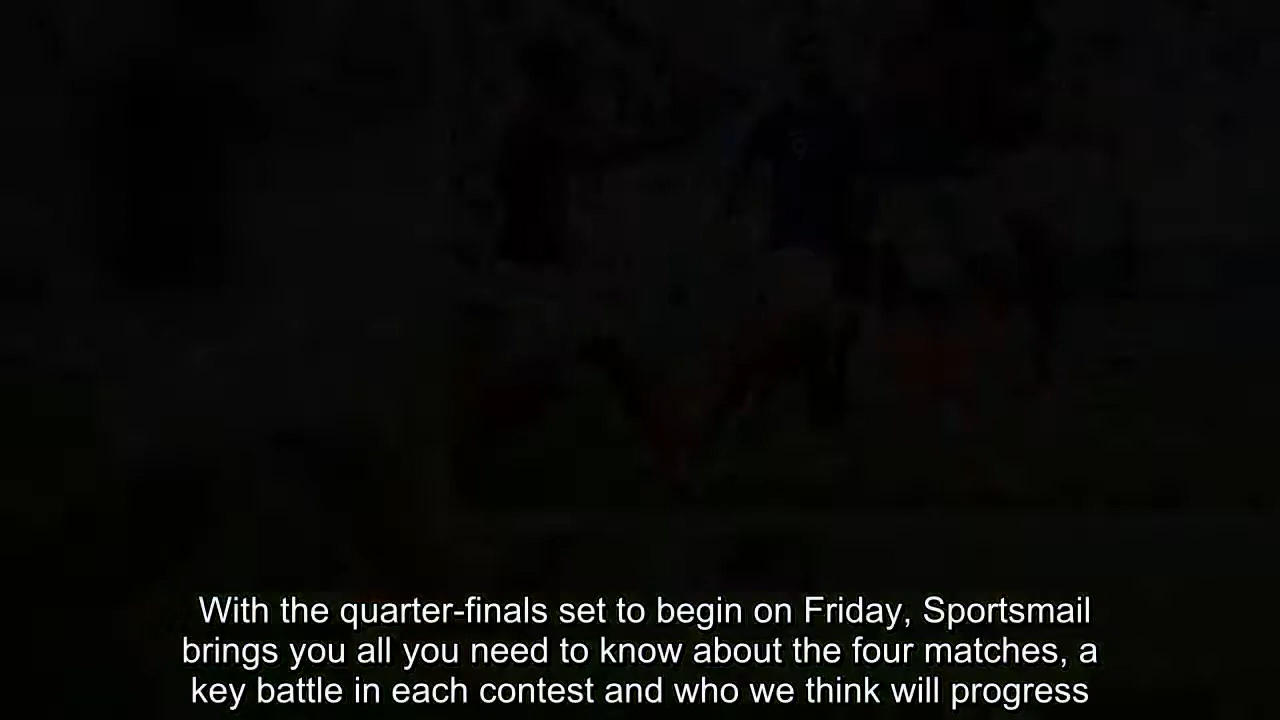 With the quarter-finals set to begin on Friday, Sportsmail
brings you all you need to know about the four matches, a
key battle in each contest and who we think will progress